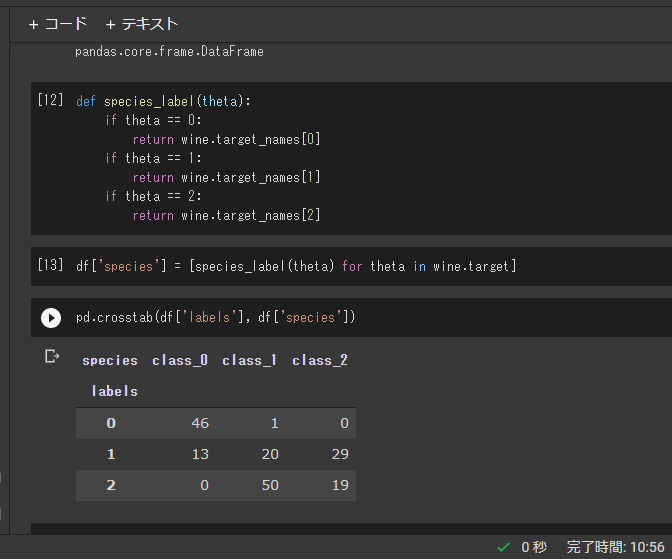 + コード + テキスト
pandas.core.frame.DataFrame
[12] def species_label(theta):
if theta == 0:
return wine.target_names[0]
if theta == 1:
return wine.target_names[1]
if theta == 2:
return wine.target_names[2]
[13] df['species'] = [species_label(theta) for theta in wine.target]
pd.crosstab(df['labels'], df['species'])
species class_0 class_1 class_2
labels
0 46 1 0
1 13 20 29
2 0 50 19
✓ 0 秒 完了時間: 10:56